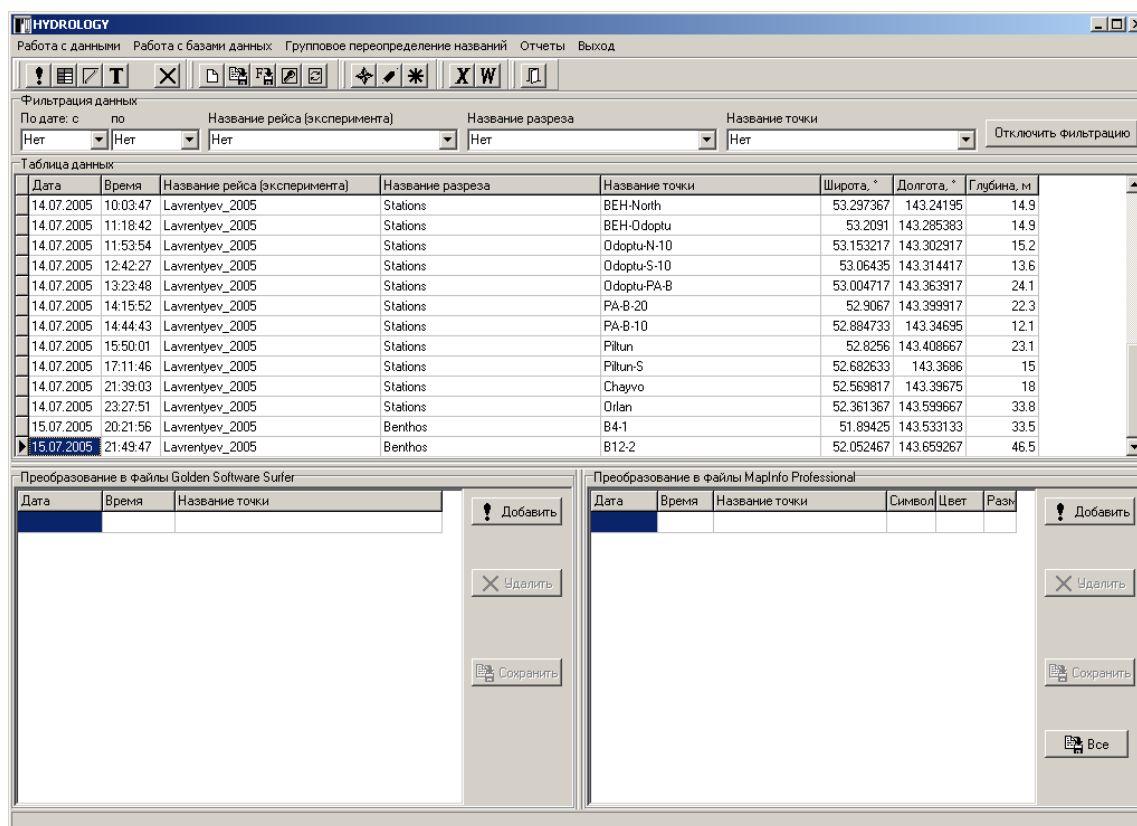 HYDROLOGY
Работа с данными Работа с базами данных Групповое переопределение названий Отчеты Выход
T X W
Фильтрация данных
По дате: с по Название рейса (эксперимента) Название разреза Название точки
Нет Нет Нет Нет Нет Отключить фильтрацию
Таблица данных
Дата Время Название рейса (эксперимента) Название разреза Название точки Широта, ° Долгота, ° Глубина, м
14.07.2005 10:03:47 Lavrentyev_2005 Stations BEH-North 53.297367 143.24195 14.9
14.07.2005 11:18:42 Lavrentyev_2005 Stations BEH-Odoptu 53.2091 143.285383 14.9
14.07.2005 11:53:54 Lavrentyev_2005 Stations Odoptu-N-10 53.153217 143.302917 15.2
14.07.2005 12:42:27 Lavrentyev_2005 Stations Odoptu-S-10 53.06435 143.314417 13.6
14.07.2005 13:23:48 Lavrentyev_2005 Stations Odoptu-PA-B 53.004717 143.363917 24.1
14.07.2005 14:15:52 Lavrentyev_2005 Stations PA-B-20 52.9067 143.399917 22.3
14.07.2005 14:44:43 Lavrentyev_2005 Stations PA-B-10 52.884733 143.34695 12.1
14.07.2005 15:50:01 Lavrentyev_2005 Stations Piltun 52.8256 143.408667 23.1
14.07.2005 17:11:46 Lavrentyev_2005 Stations Piltun-S 52.682633 143.3686 15
14.07.2005 21:39:03 Lavrentyev_2005 Stations Chayvo 52.569817 143.39675 18
14.07.2005 23:27:51 Lavrentyev_2005 Stations Orlan 52.361367 143.599667 33.8
15.07.2005 20:21:56 Lavrentyev_2005 Benthos B4-1 51.89425 143.533133 33.5
15.07.2005 21:49:47 Lavrentyev_2005 Benthos B12-2 52.052467 143.659267 46.5
Преобразование в файлы Golden Software Surfer
Дата Время Название точки
Добавить
Удалить
Сохранить
Преобразование в файлы MapInfo Professional
Дата Время Название точки Символ Цвет Разм
Добавить
Удалить
Сохранить
Все